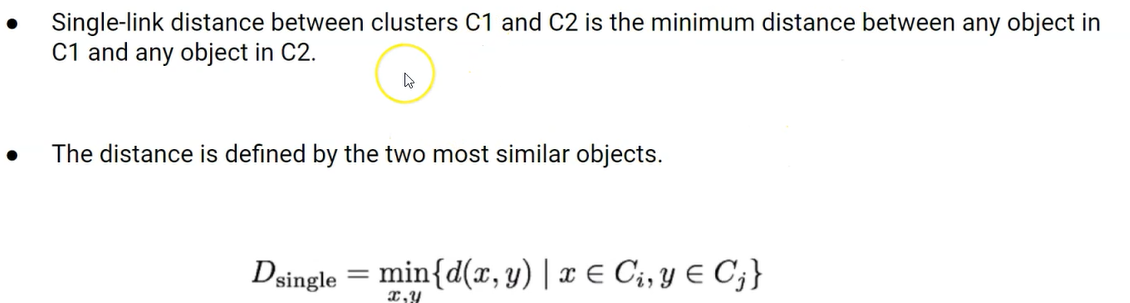 ● Single-link distance between clusters C1 and C2 is the minimum distance between any object in
C1 and any object in C2.
● The distance is defined by the two most similar objects.
D_single = min_{x,y}{d(x, y) | x ∈ C_i, y ∈ C_j}